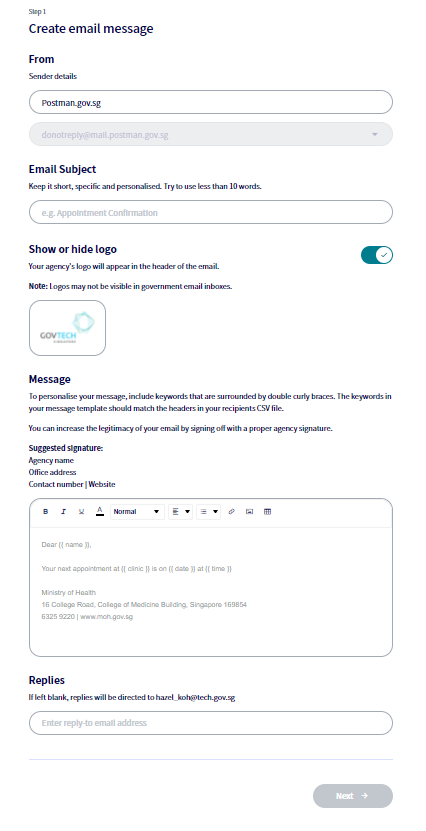 Step 1
Create email message
From
Sender details
Postman.gov.sg
donotreply@mail.postman.gov.sg
Email Subject
Keep it short, specific and personalised. Try to use less than 10 words.
e.g. Appointment Confirmation
Show or hide logo
Your agency's logo will appear in the header of the email.
Note: Logos may not be visible in government email inboxes.
GOVTECH
SINGAPORE
Message
To personalise your message, include keywords that are surrounded by double curly braces. The keywords in
your message template should match the headers in your recipients CSV file.
You can increase the legitimacy of your email by signing off with a proper agency signature.
Suggested signature:
Agency name
Office address
Contact number | Website
B I U A Normal
Dear {{ name }},
Your next appointment at {{ clinic }} is on {{ date }} at {{ time }}
Ministry of Health
16 College Road, College of Medicine Building, Singapore 169854
6325 9220 | www.moh.gov.sg
Replies
If left blank, replies will be directed to hazel_koh@tech.gov.sg
Enter reply-to email address
Next